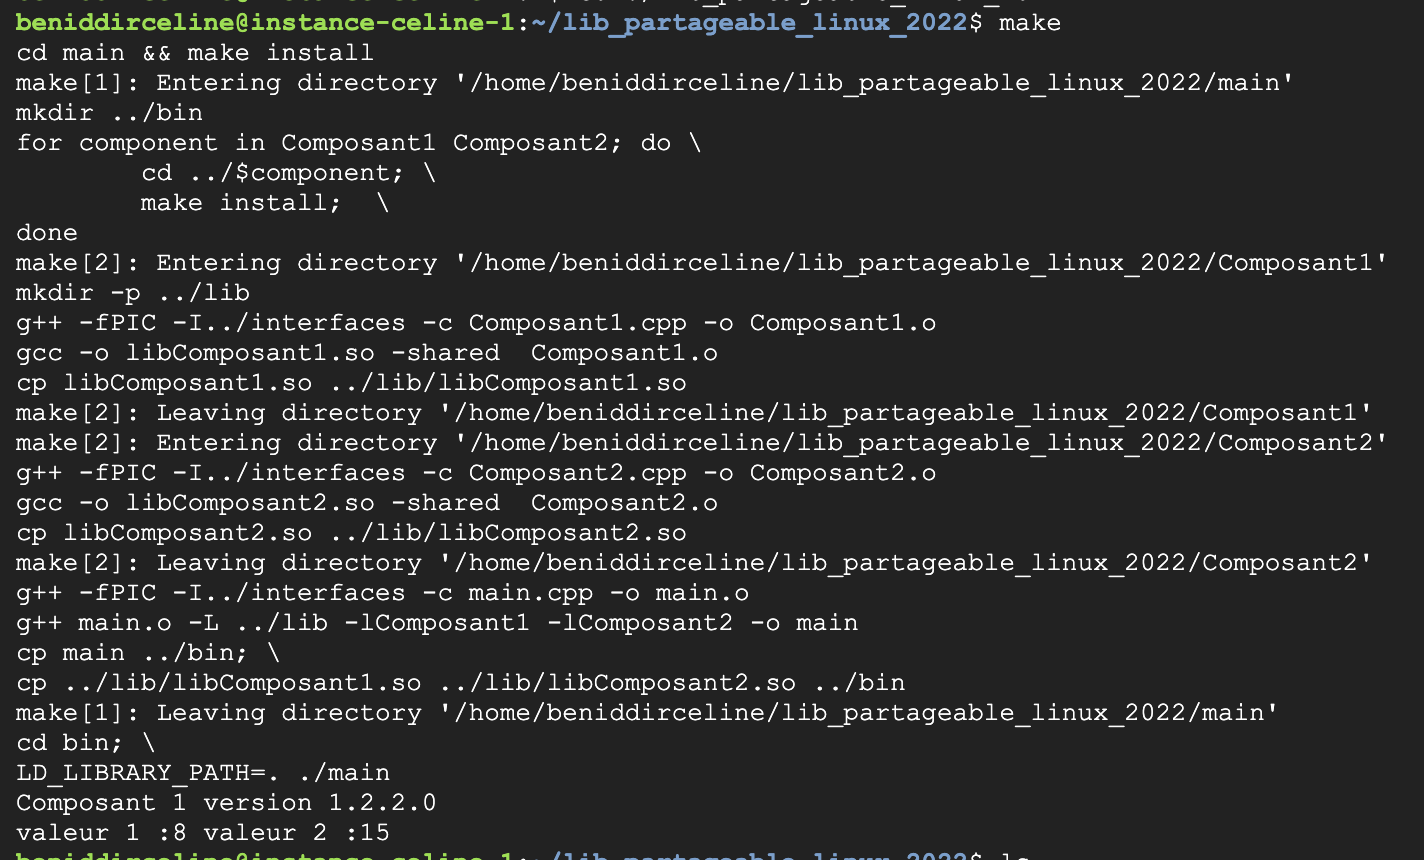 beniddirceline@instance-celine-1:~/lib_partageable_linux_2022$ make
cd main && make install
make[1]: Entering directory '/home/beniddirceline/lib_partageable_linux_2022/main'
mkdir ../bin
for component in Composant1 Composant2; do \
        cd ../$component; \
        make install;  \
done
make[2]: Entering directory '/home/beniddirceline/lib_partageable_linux_2022/Composant1'
mkdir -p ../lib
g++ -fPIC -I../interfaces -c Composant1.cpp -o Composant1.o
gcc -o libComposant1.so -shared  Composant1.o
cp libComposant1.so ../lib/libComposant1.so
make[2]: Leaving directory '/home/beniddirceline/lib_partageable_linux_2022/Composant1'
make[2]: Entering directory '/home/beniddirceline/lib_partageable_linux_2022/Composant2'
g++ -fPIC -I../interfaces -c Composant2.cpp -o Composant2.o
gcc -o libComposant2.so -shared  Composant2.o
cp libComposant2.so ../lib/libComposant2.so
make[2]: Leaving directory '/home/beniddirceline/lib_partageable_linux_2022/Composant2'
g++ -fPIC -I../interfaces -c main.cpp -o main.o
g++ main.o -L ../lib -lComposant1 -lComposant2 -o main
cp main ../bin; \
cp ../lib/libComposant1.so ../lib/libComposant2.so ../bin
make[1]: Leaving directory '/home/beniddirceline/lib_partageable_linux_2022/main'
cd bin; \
LD_LIBRARY_PATH=. ./main
Composant 1 version 1.2.2.0
valeur 1 :8 valeur 2 :15
beniddirceline@instance-celine-1:~/lib_partageable_linux_2022$ ls